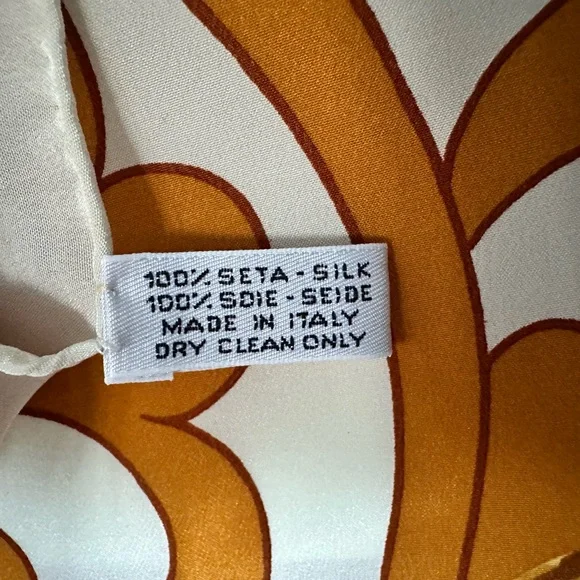 100% SETA - SILK
100% SOIE - SEIDE
MADE IN ITALY
DRY CLEAN ONLY